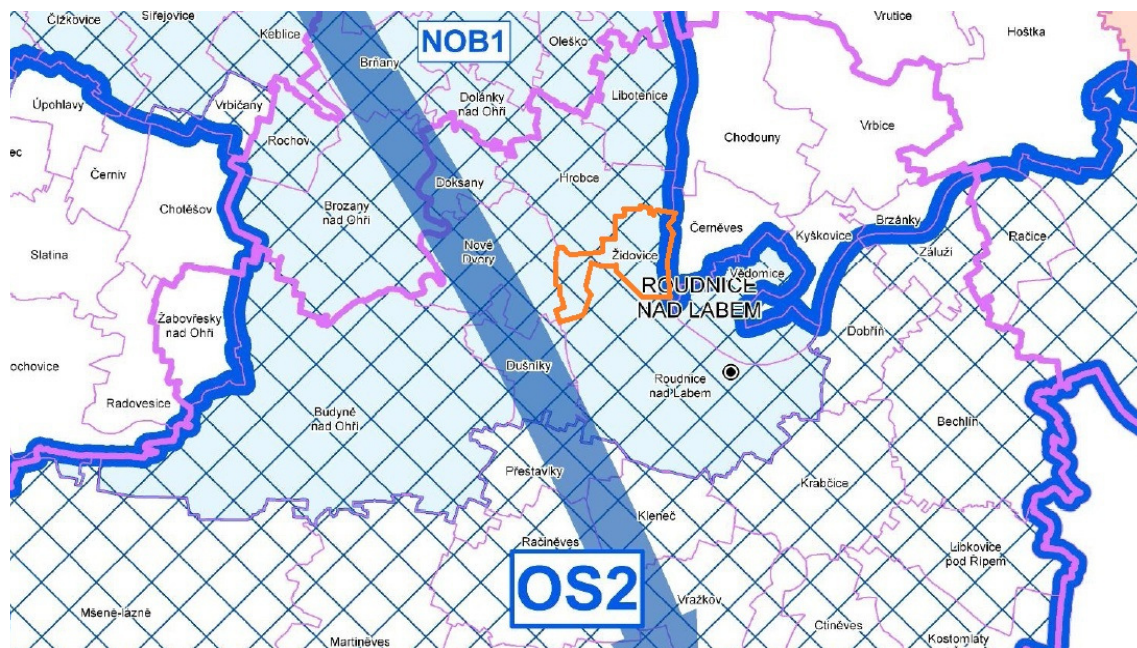 Čížkovice
Siřejovice
Keblice
NOB1
Oleško
Vrutice
Hoštka
Brňany
Úpohlavy
Vrbičany
Dolánky
nad Ohří
Libotenice
Rochov
Chodouny
Vrbice
ec
Černiv
Doksany
Hrobce
Chotěšov
Brozany
nad Ohří
Černěves
Kyškovice
Brzánky
Račice
Slatina
Nové
Dvory
Židovice
Záluží
Vědomice
ROUDNICE
NAD LABEM
Žabovřesky
nad Ohří
Dobříň
ochovice
Dušníky
Roudnice
nad Labem
Radovesice
Budyně
nad Ohří
Bechlín
Přestavlky
Krabčice
Kleneč
Račiněves
Libkovice
pod Řípem
OS2
Vražkov
Mšené-lázně
Ctiněves
Martiněves
Kostomlaty